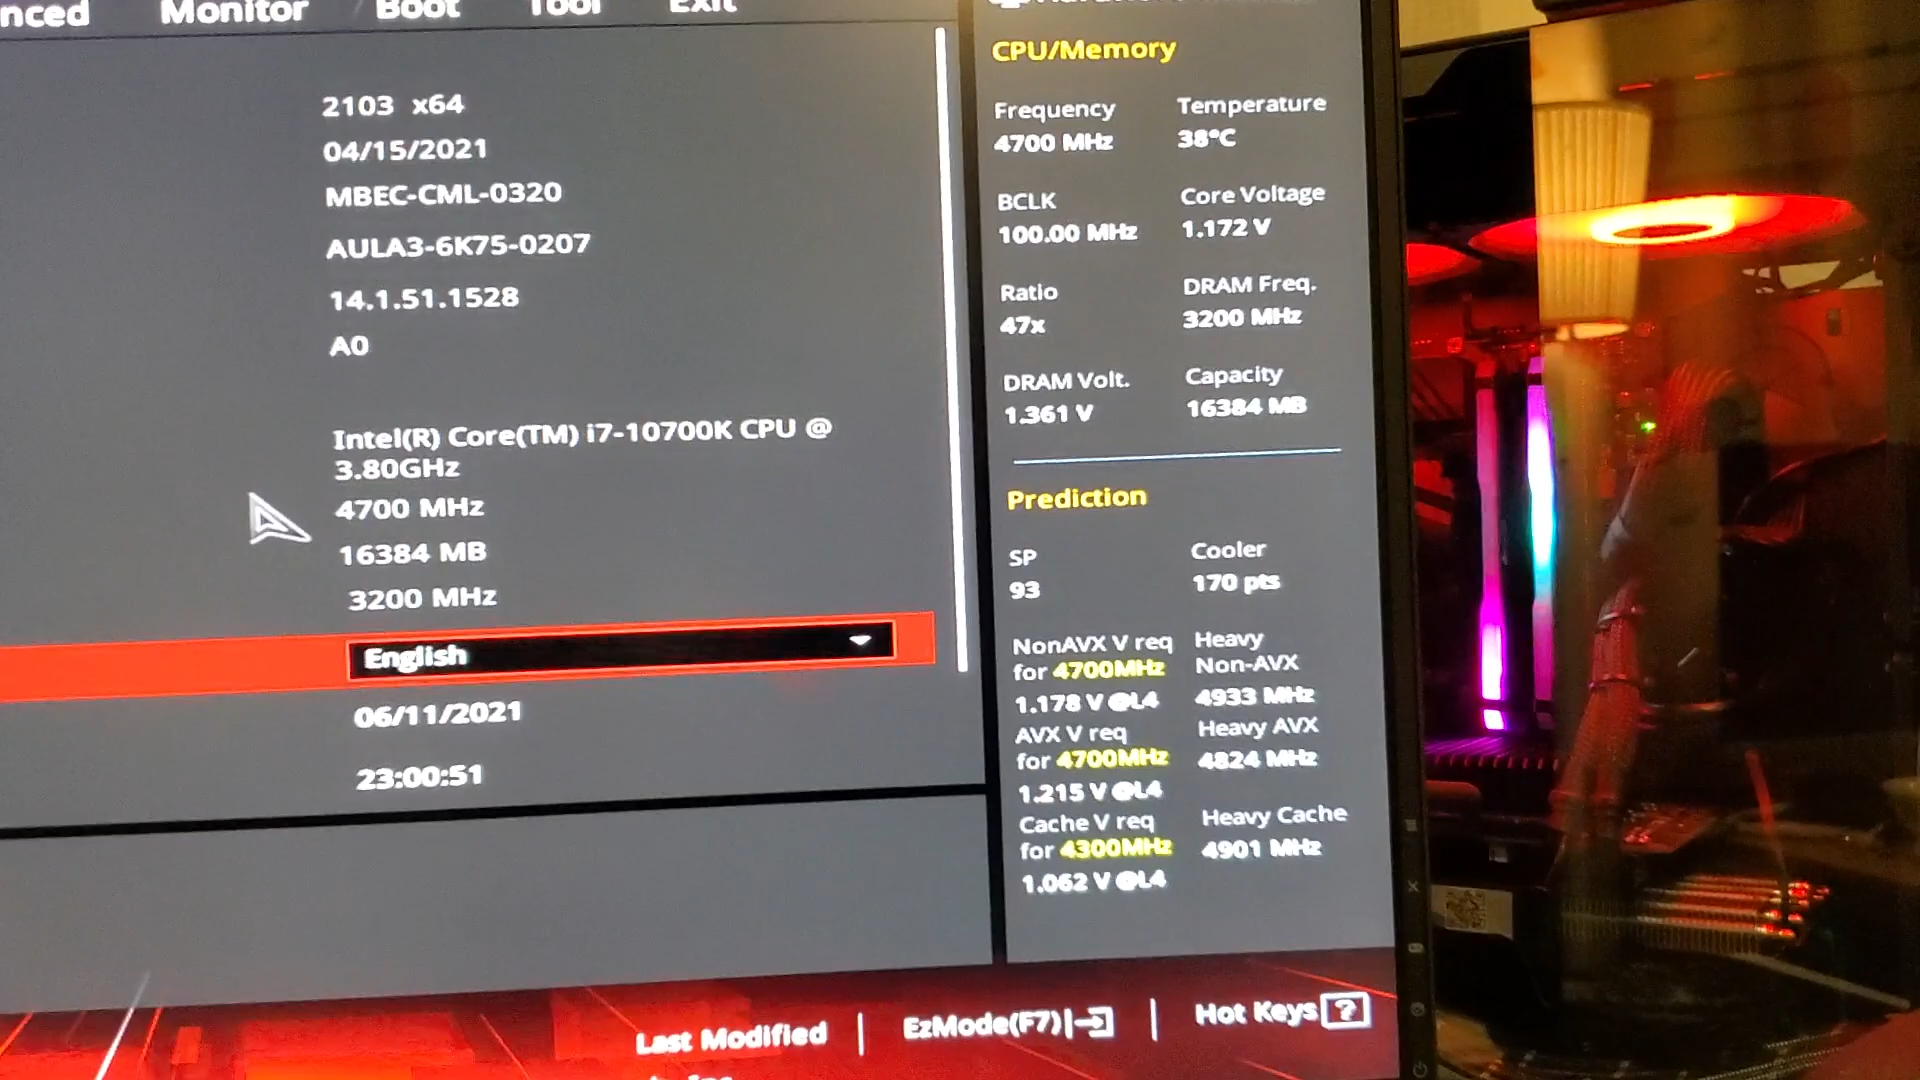 nced Monitor Boot Tool Exit
2103 x64
04/15/2021
MBEC-CML-0320
AULA3-6K75-0207
14.1.51.1528
A0
Intel(R) Core(TM) i7-10700K CPU @
3.80GHz
4700 MHz
16384 MB
3200 MHz
English
06/11/2021
23:00:51
CPU/Memory
Frequency Temperature
4700 MHz 38°C
BCLK Core Voltage
100.00 MHz 1.172 V
Ratio DRAM Freq.
47x 3200 MHz
DRAM Volt. Capacity
1.361 V 16384 MB
Prediction
SP Cooler
93 170 pts
NonAVX V req Heavy
for 4700MHz Non-AVX
1.178 V @L4 4933 MHz
AVX V req Heavy AVX
for 4700MHz 4824 MHz
1.215 V @L4
Cache V req Heavy Cache
for 4300MHz 4901 MHz
1.062 V @L4
Last Modified EzMode(F7) Hot Keys ?